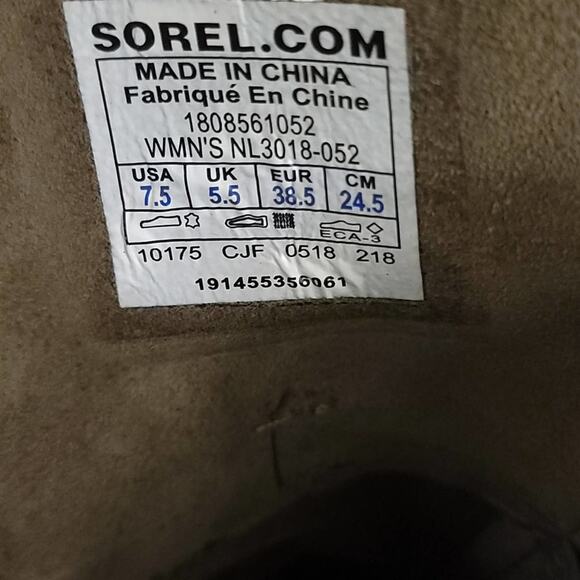 SOREL.COM
MADE IN CHINA
Fabriqué En Chine
1808561052
WMN'S NL3018-052
USA UK EUR CM
7.5 5.5 38.5 24.5
ECA-3
10175 CJF 0518 218
191455356061